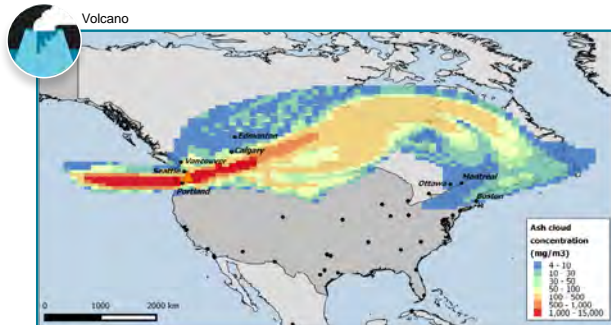 Volcano
Edmonton
Calgary
Vancouver
Seattle
Portland
Ottawa
Montreal
Boston
Ash cloud
concentration
(mg/m3)
4 - 10
10 - 30
30 - 50
50 - 100
100 - 500
500 - 1,000
1,000 - 15,000
0 1000 2000 km